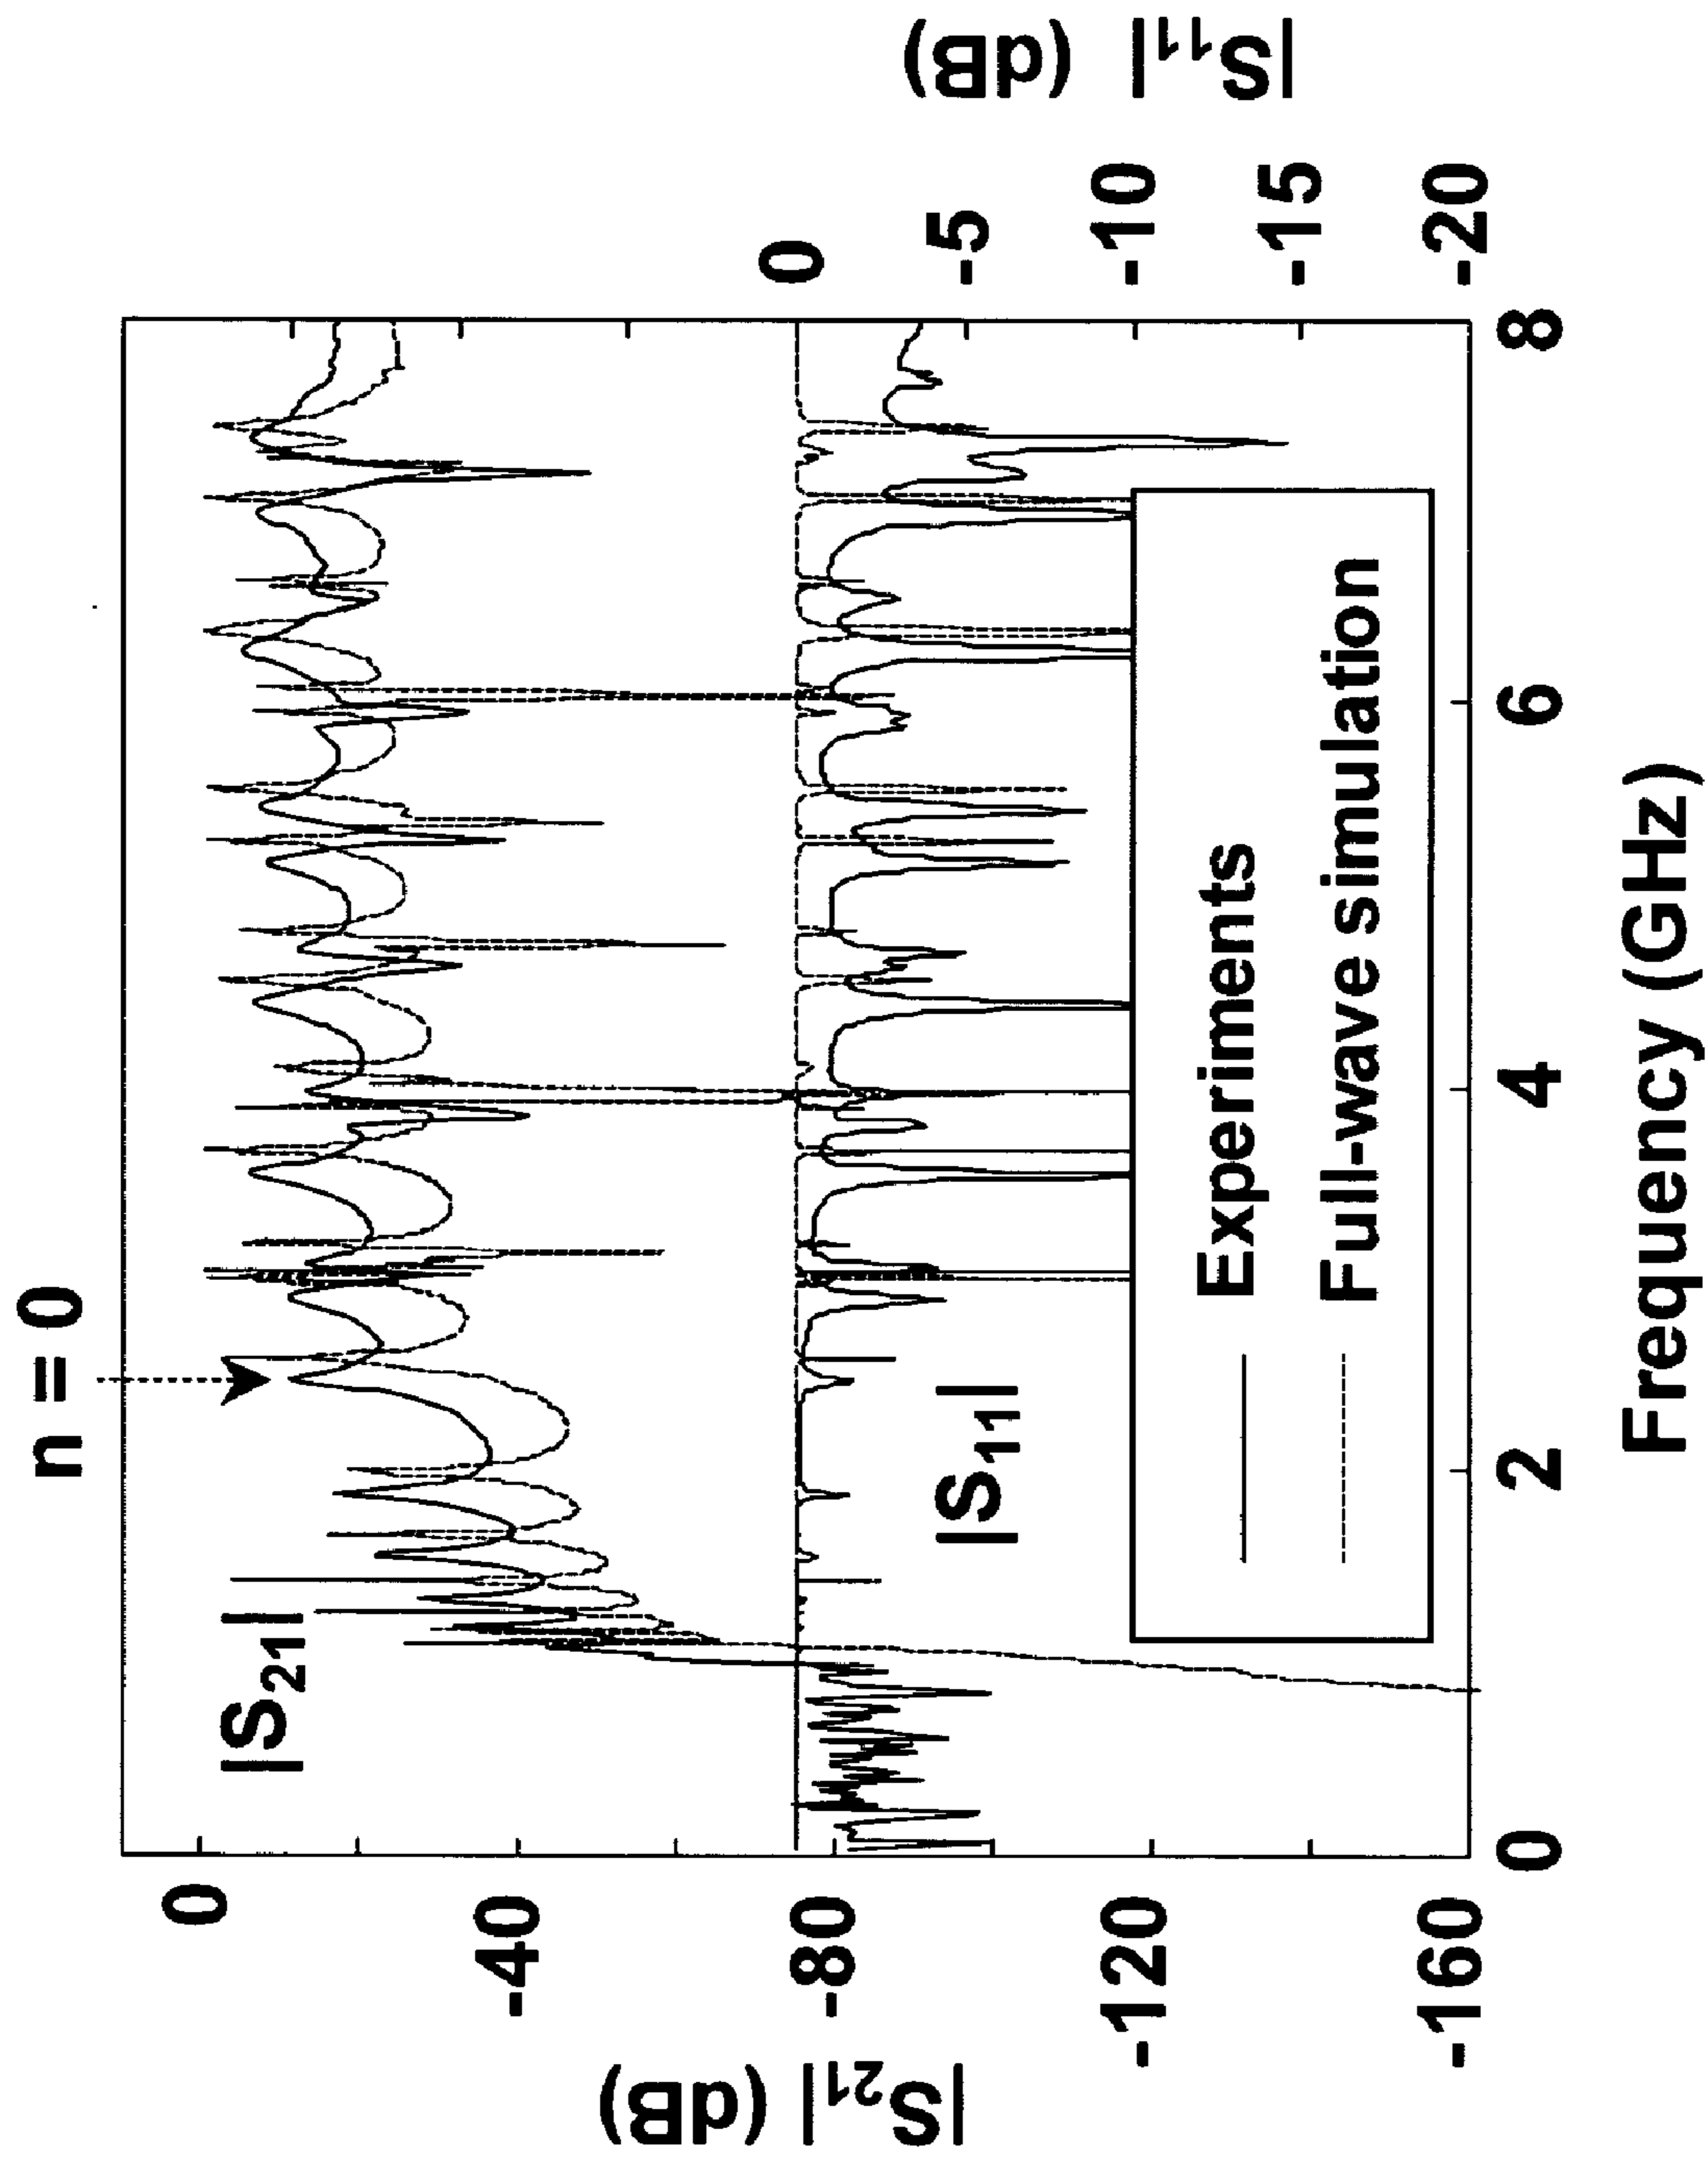 n = 0
|S21|
|S11|
Experiments
Full-wave simulation
|S21| (dB)
0
-40
-80
-120
-160
|S11| (dB)
0
-5
-10
-15
-20
0
2
4
6
8
Frequency (GHz)